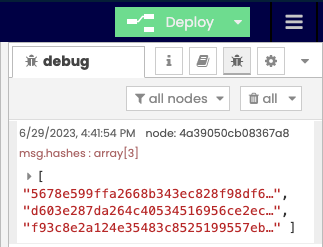 Deploy
debug
all nodes
all
6/29/2023, 4:41:54 PM node: 4a39050cb08367a8
msg.hashes : array[3]
[
"5678e599ffa2668b343ec828f98df6…",
"d603e287da264c40534516956ce2ec…",
"f93c8e2a124e35483c8525199557eb…" ]